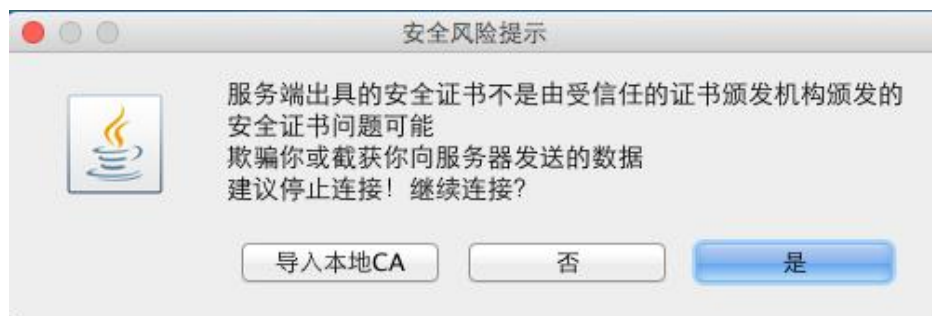 安全风险提示
服务端出具的安全证书不是由受信任的证书颁发机构颁发的
安全证书问题可能
欺骗你或截获你向服务器发送的数据
建议停止连接！继续连接？
导入本地CA 否 是